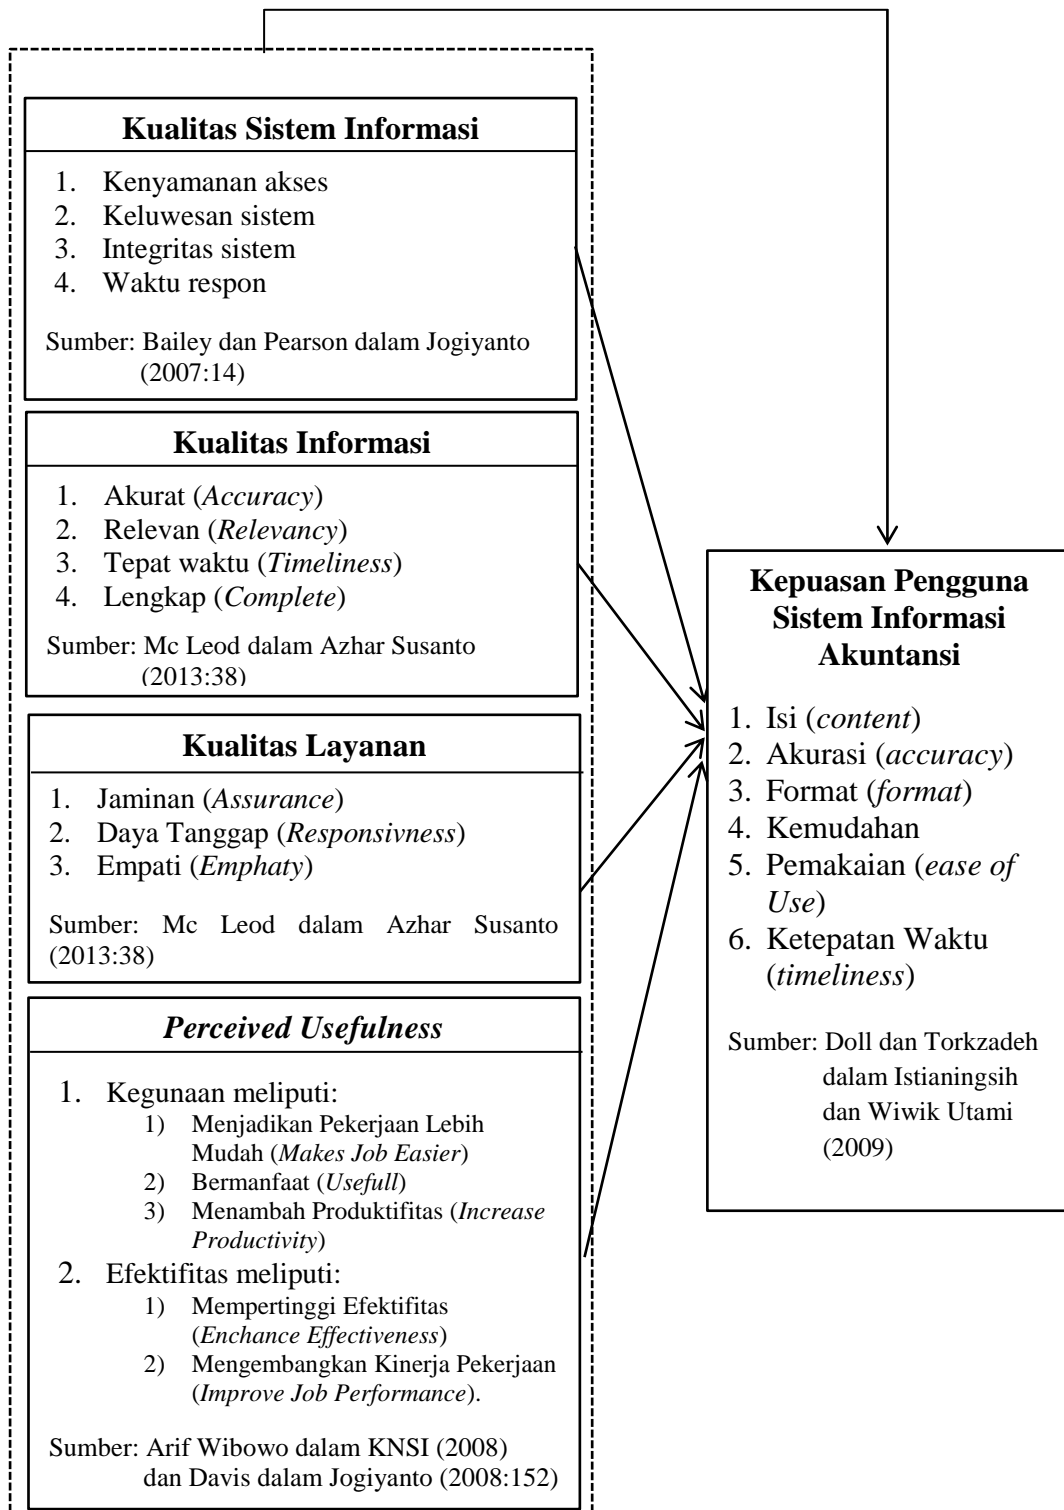 Kualitas Sistem Informasi
1. Kenyamanan akses
2. Keluwesan sistem
3. Integritas sistem
4. Waktu respon
Sumber: Bailey dan Pearson dalam Jogiyanto
(2007:14)
Kualitas Informasi
1. Akurat (Accuracy)
2. Relevan (Relevancy)
3. Tepat waktu (Timeliness)
4. Lengkap (Complete)
Sumber: Mc Leod dalam Azhar Susanto
(2013:38)
Kualitas Layanan
1. Jaminan (Assurance)
2. Daya Tanggap (Responsivness)
3. Empati (Emphaty)
Sumber: Mc Leod dalam Azhar Susanto
(2013:38)
Perceived Usefulness
1. Kegunaan meliputi:
1) Menjadikan Pekerjaan Lebih
Mudah (Makes Job Easier)
2) Bermanfaat (Usefull)
3) Menambah Produktifitas (Increase
Productivity)
2. Efektifitas meliputi:
1) Mempertinggi Efektifitas
(Enchance Effectiveness)
2) Mengembangkan Kinerja Pekerjaan
(Improve Job Performance).
Sumber: Arif Wibowo dalam KNSI (2008)
dan Davis dalam Jogiyanto (2008:152)
Kepuasan Pengguna
Sistem Informasi
Akuntansi
1. Isi (content)
2. Akurasi (accuracy)
3. Format (format)
4. Kemudahan
5. Pemakaian (ease of
Use)
6. Ketepatan Waktu
(timeliness)
Sumber: Doll dan Torkzadeh
dalam Istianingsih
dan Wiwik Utami
(2009)